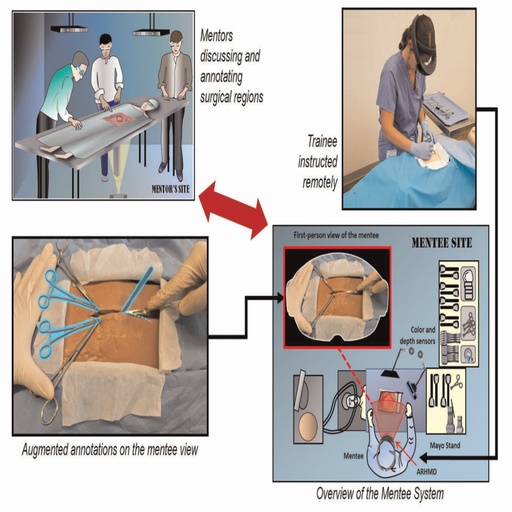 Mentors
discussing and
annotating
surgical regions
MENTOR'S SITE
Trainee
instructed
remotely
First-person view of the mentee
MENTEE SITE
Color and
depth sensors
Mayo Stand
Mentee
ARHMD
Augmented annotations on the mentee view
Overview of the Mentee System